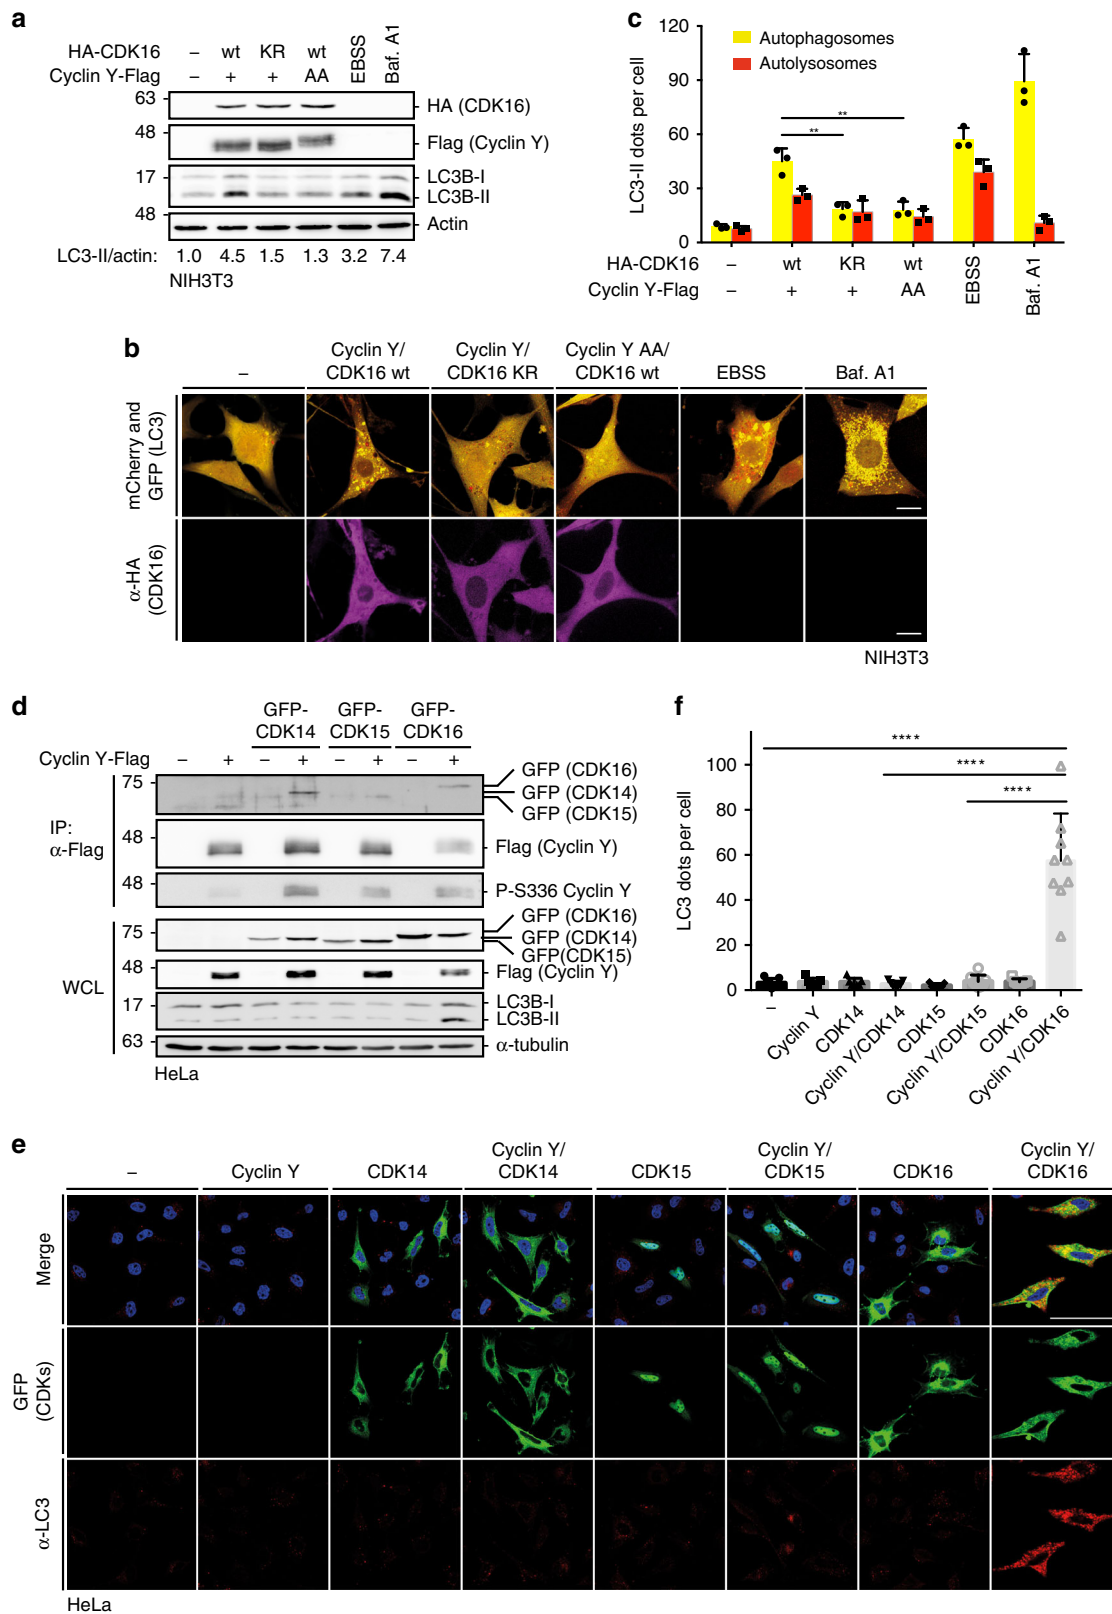 a
HA-CDK16 – wt KR wt EBSS Baf. A1
Cyclin Y-Flag – + + AA
63 HA (CDK16)
48 Flag (Cyclin Y)
17 LC3B-I
LC3B-II
48 Actin
LC3-II/actin: 1.0 4.5 1.5 1.3 3.2 7.4
NIH3T3
c
LC3-II dots per cell
120
90
60
30
0
Autophagosomes
Autolysosomes
**
**
HA-CDK16 – wt KR wt EBSS Baf. A1
Cyclin Y-Flag – + + AA
b
– Cyclin Y/ CDK16 wt Cyclin Y/ CDK16 KR Cyclin Y AA/ CDK16 wt EBSS Baf. A1
mCherry and GFP (LC3)
α-HA (CDK16)
NIH3T3
d
GFP-CDK14 GFP-CDK15 GFP-CDK16
Cyclin Y-Flag – + – + – + – +
IP: α-Flag
75 GFP (CDK16)
GFP (CDK14)
GFP (CDK15)
48 Flag (Cyclin Y)
48 P-S336 Cyclin Y
WCL
75 GFP (CDK16)
GFP (CDK14)
GFP(CDK15)
48 Flag (Cyclin Y)
17 LC3B-I
LC3B-II
63 α-tubulin
HeLa
f
LC3 dots per cell
100
80
60
40
20
0
****
****
****
– Cyclin Y CDK14 Cyclin Y/CDK14 CDK15 Cyclin Y/CDK15 CDK16 Cyclin Y/CDK16
e
– Cyclin Y CDK14 Cyclin Y/ CDK14 CDK15 Cyclin Y/ CDK15 CDK16 Cyclin Y/ CDK16
Merge
GFP (CDKs)
α-LC3
HeLa